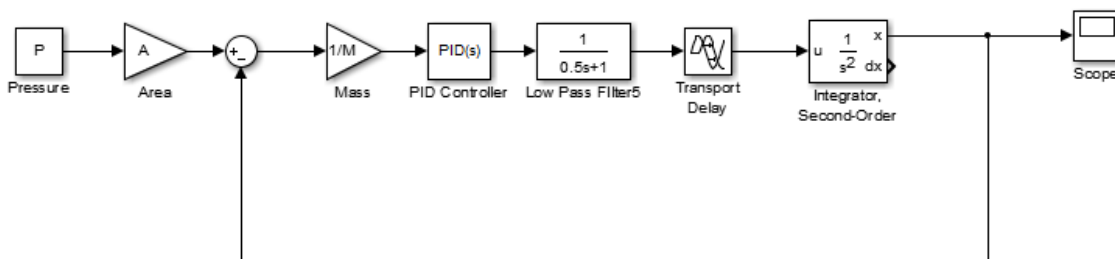 P
Pressure
A
Area
+
−
1/M
Mass
PID(s)
PID Controller
1
0.5s+1
Low Pass FIlter5
Transport
Delay
u
1
s2
x
dx
Integrator,
Second-Order
Scope